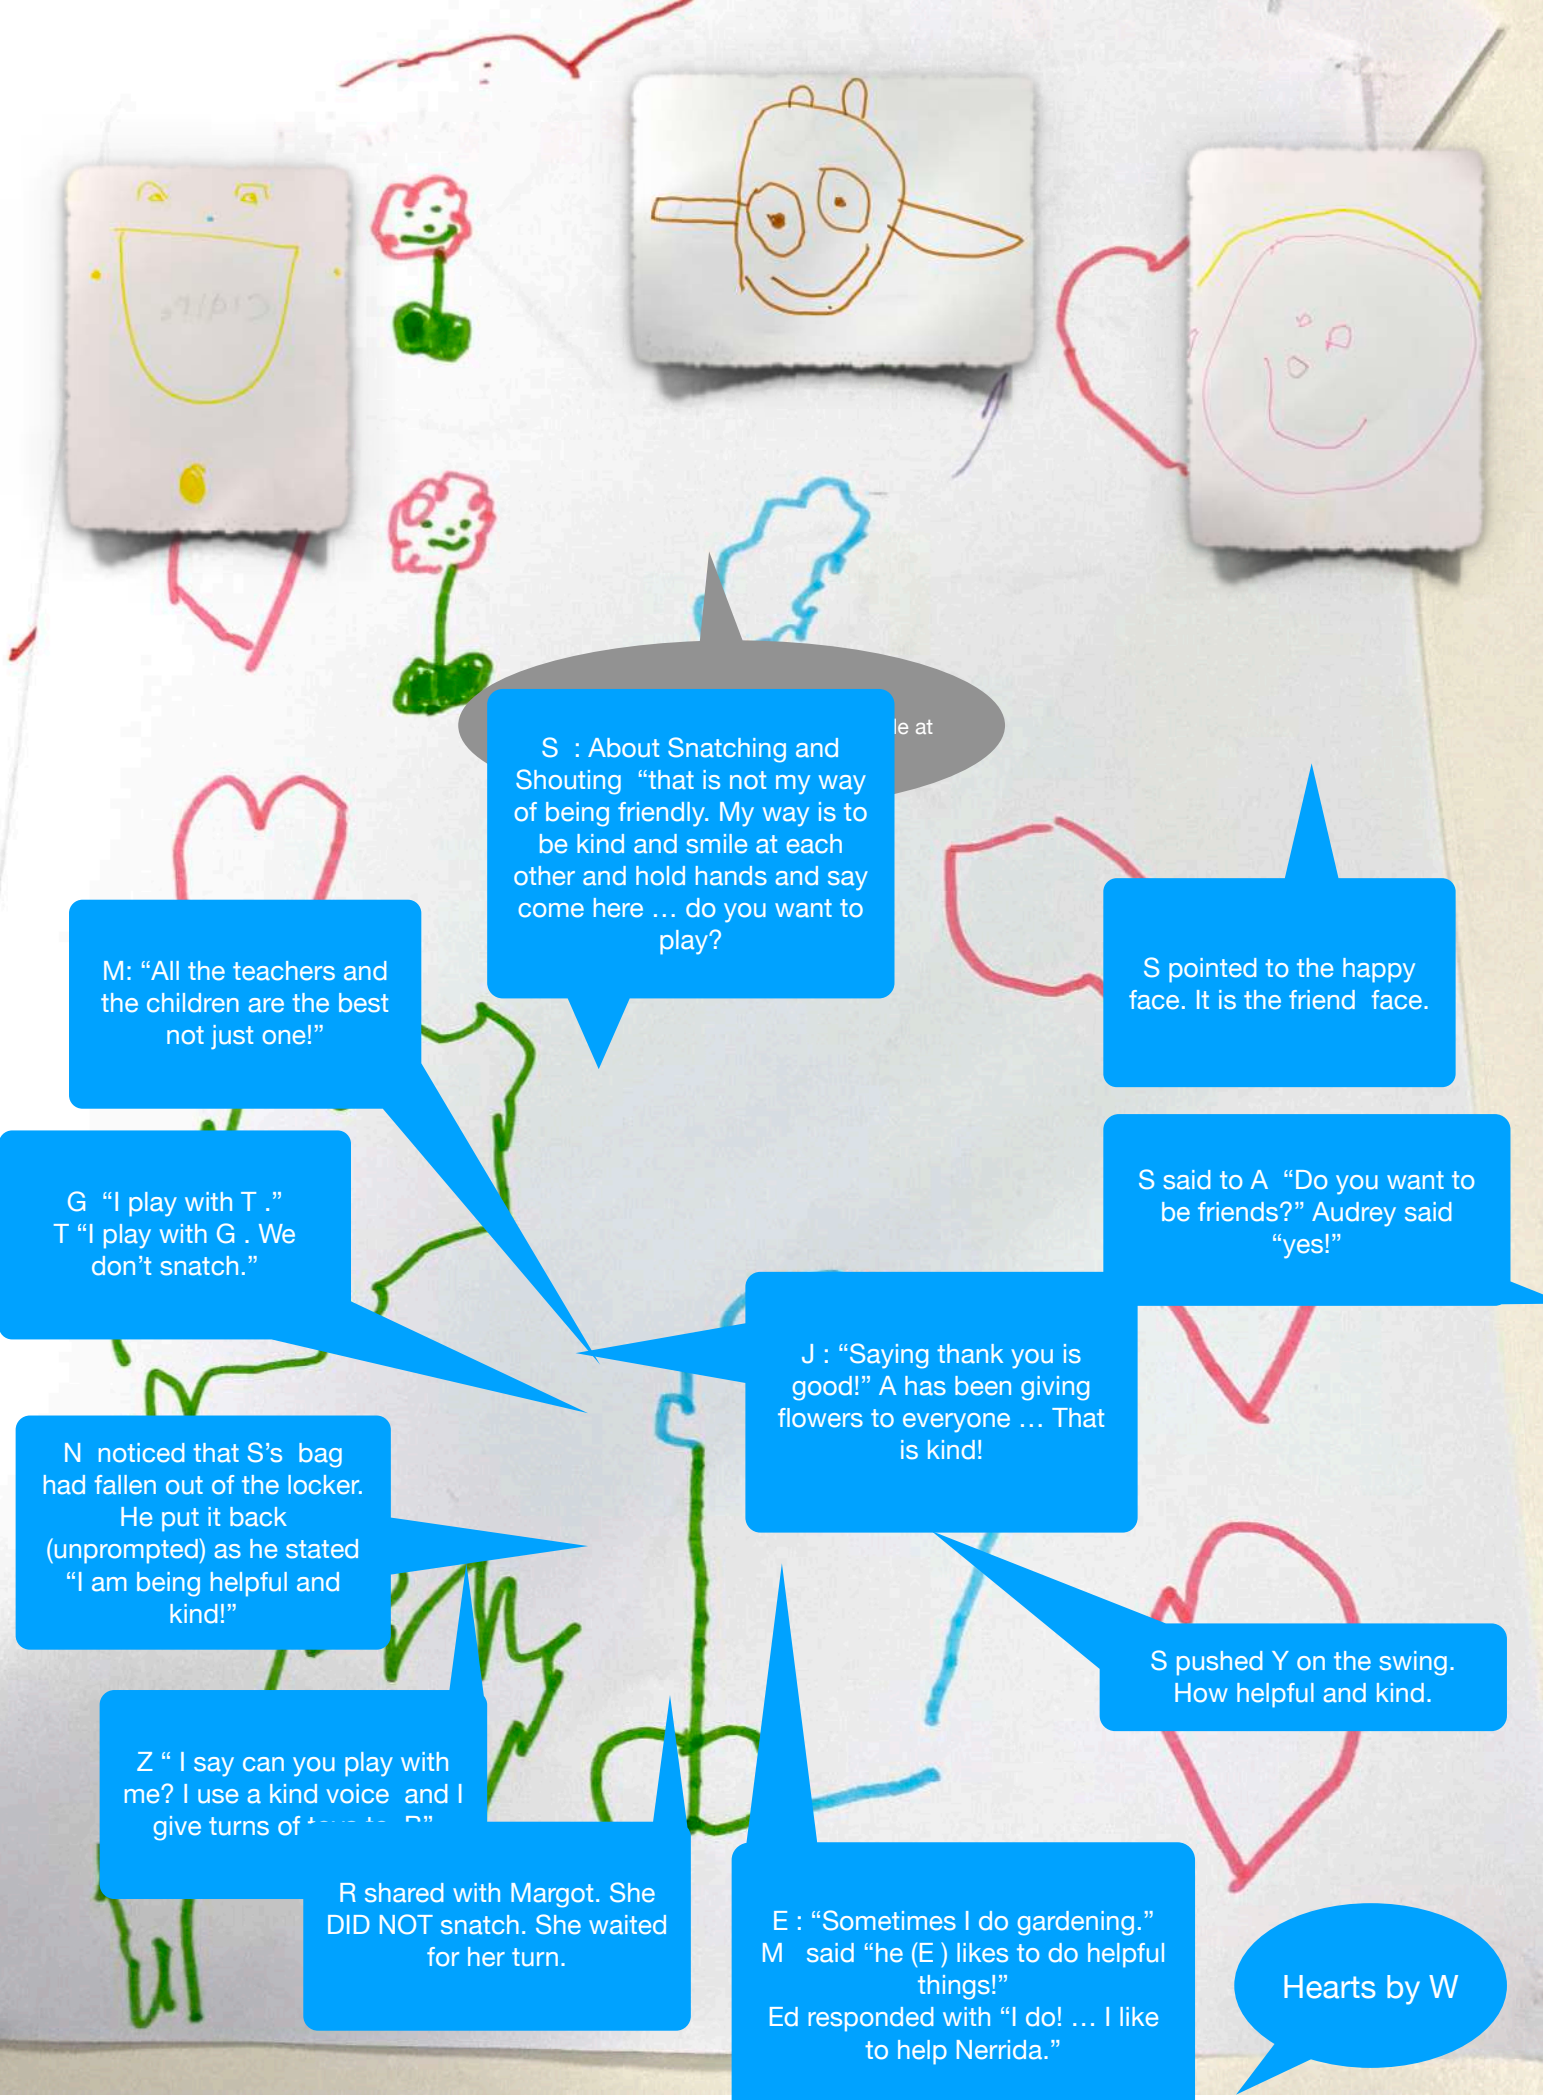 le at
S : About Snatching and
Shouting “that is not my way
of being friendly. My way is to
be kind and smile at each
other and hold hands and say
come here … do you want to
play?
M: “All the teachers and
the children are the best
not just one!”
S pointed to the happy
face. It is the friend face.
G “I play with T .”
T “I play with G . We
don’t snatch.”
S said to A “Do you want to
be friends?” Audrey said
“yes!”
J : “Saying thank you is
good!” A has been giving
flowers to everyone … That
is kind!
N noticed that S’s bag
had fallen out of the locker.
He put it back
(unprompted) as he stated
“I am being helpful and
kind!”
S pushed Y on the swing.
How helpful and kind.
Z “ I say can you play with
me? I use a kind voice and I
give turns of
R shared with Margot. She
DID NOT snatch. She waited
for her turn.
E : “Sometimes I do gardening.”
M said “he (E ) likes to do helpful
things!”
Ed responded with “I do! … I like
to help Nerrida.”
Hearts by W